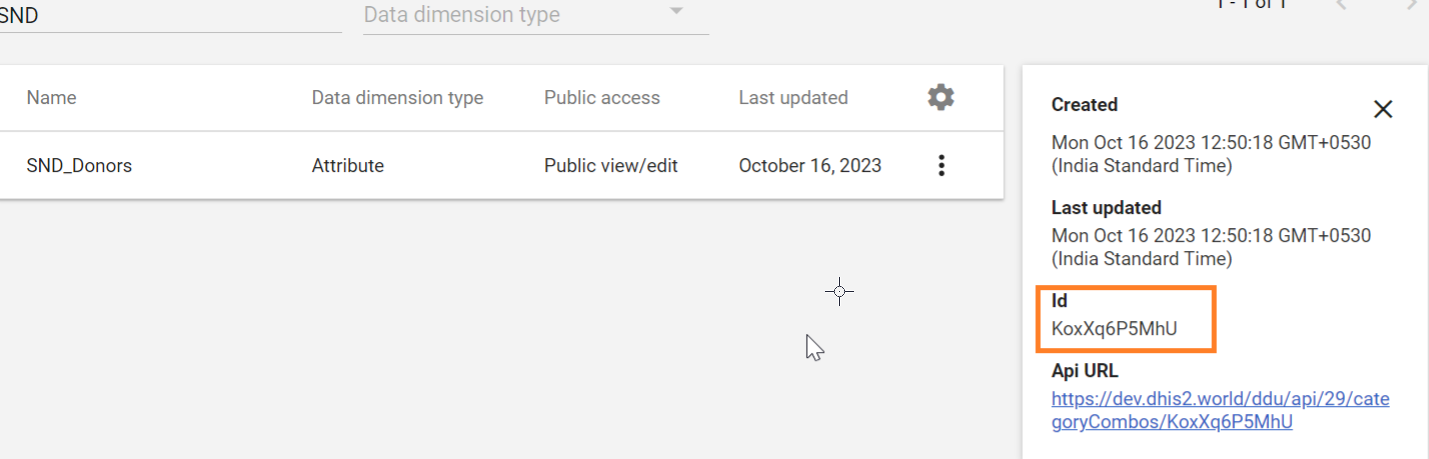 SND
Data dimension type
1 - 1 of 1
Name Data dimension type Public access Last updated
SND_Donors Attribute Public view/edit October 16, 2023
Created
Mon Oct 16 2023 12:50:18 GMT+0530
(India Standard Time)
Last updated
Mon Oct 16 2023 12:50:18 GMT+0530
(India Standard Time)
Id
KoxXq6P5MhU
Api URL
https://dev.dhis2.world/ddu/api/29/cate
goryCombos/KoxXq6P5MhU